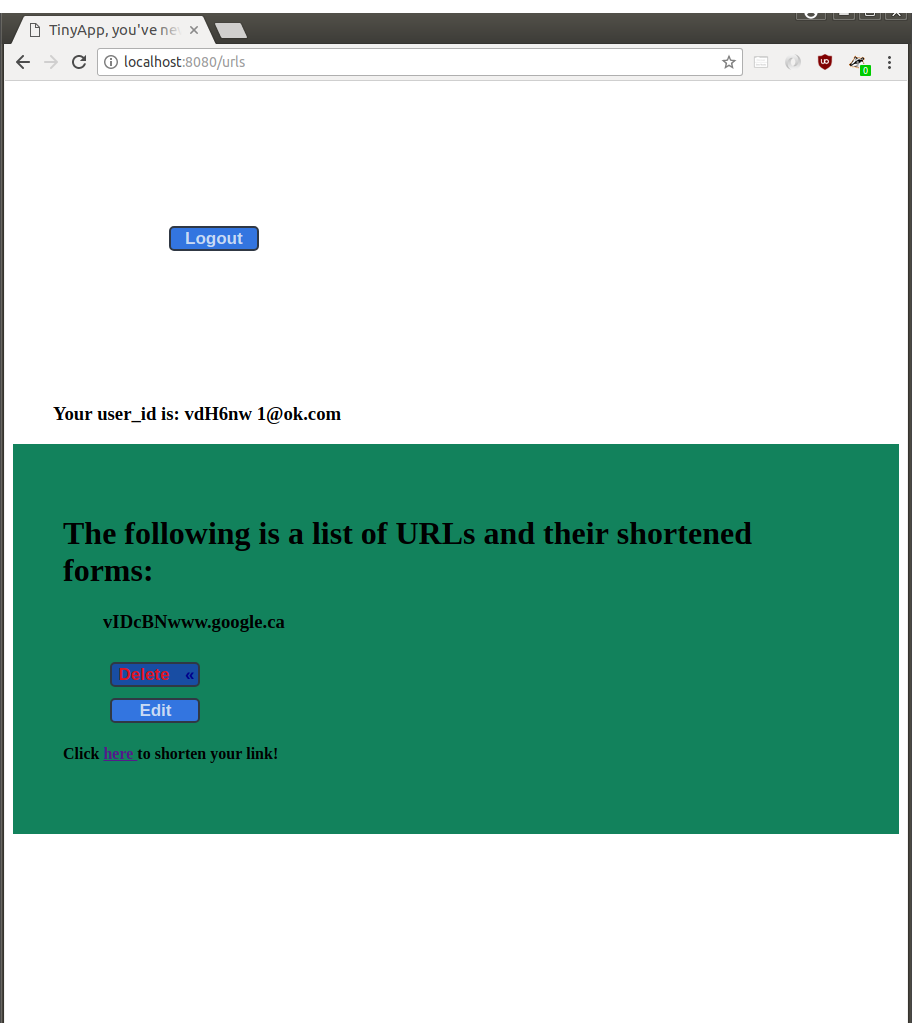 TinyApp, you've ne
localhost:8080/urls
0
Logout
Your user_id is: vdH6nw 1@ok.com
The following is a list of URLs and their shortened
forms:
vIDcBNwww.google.ca
Delete «
Edit
Click here to shorten your link!